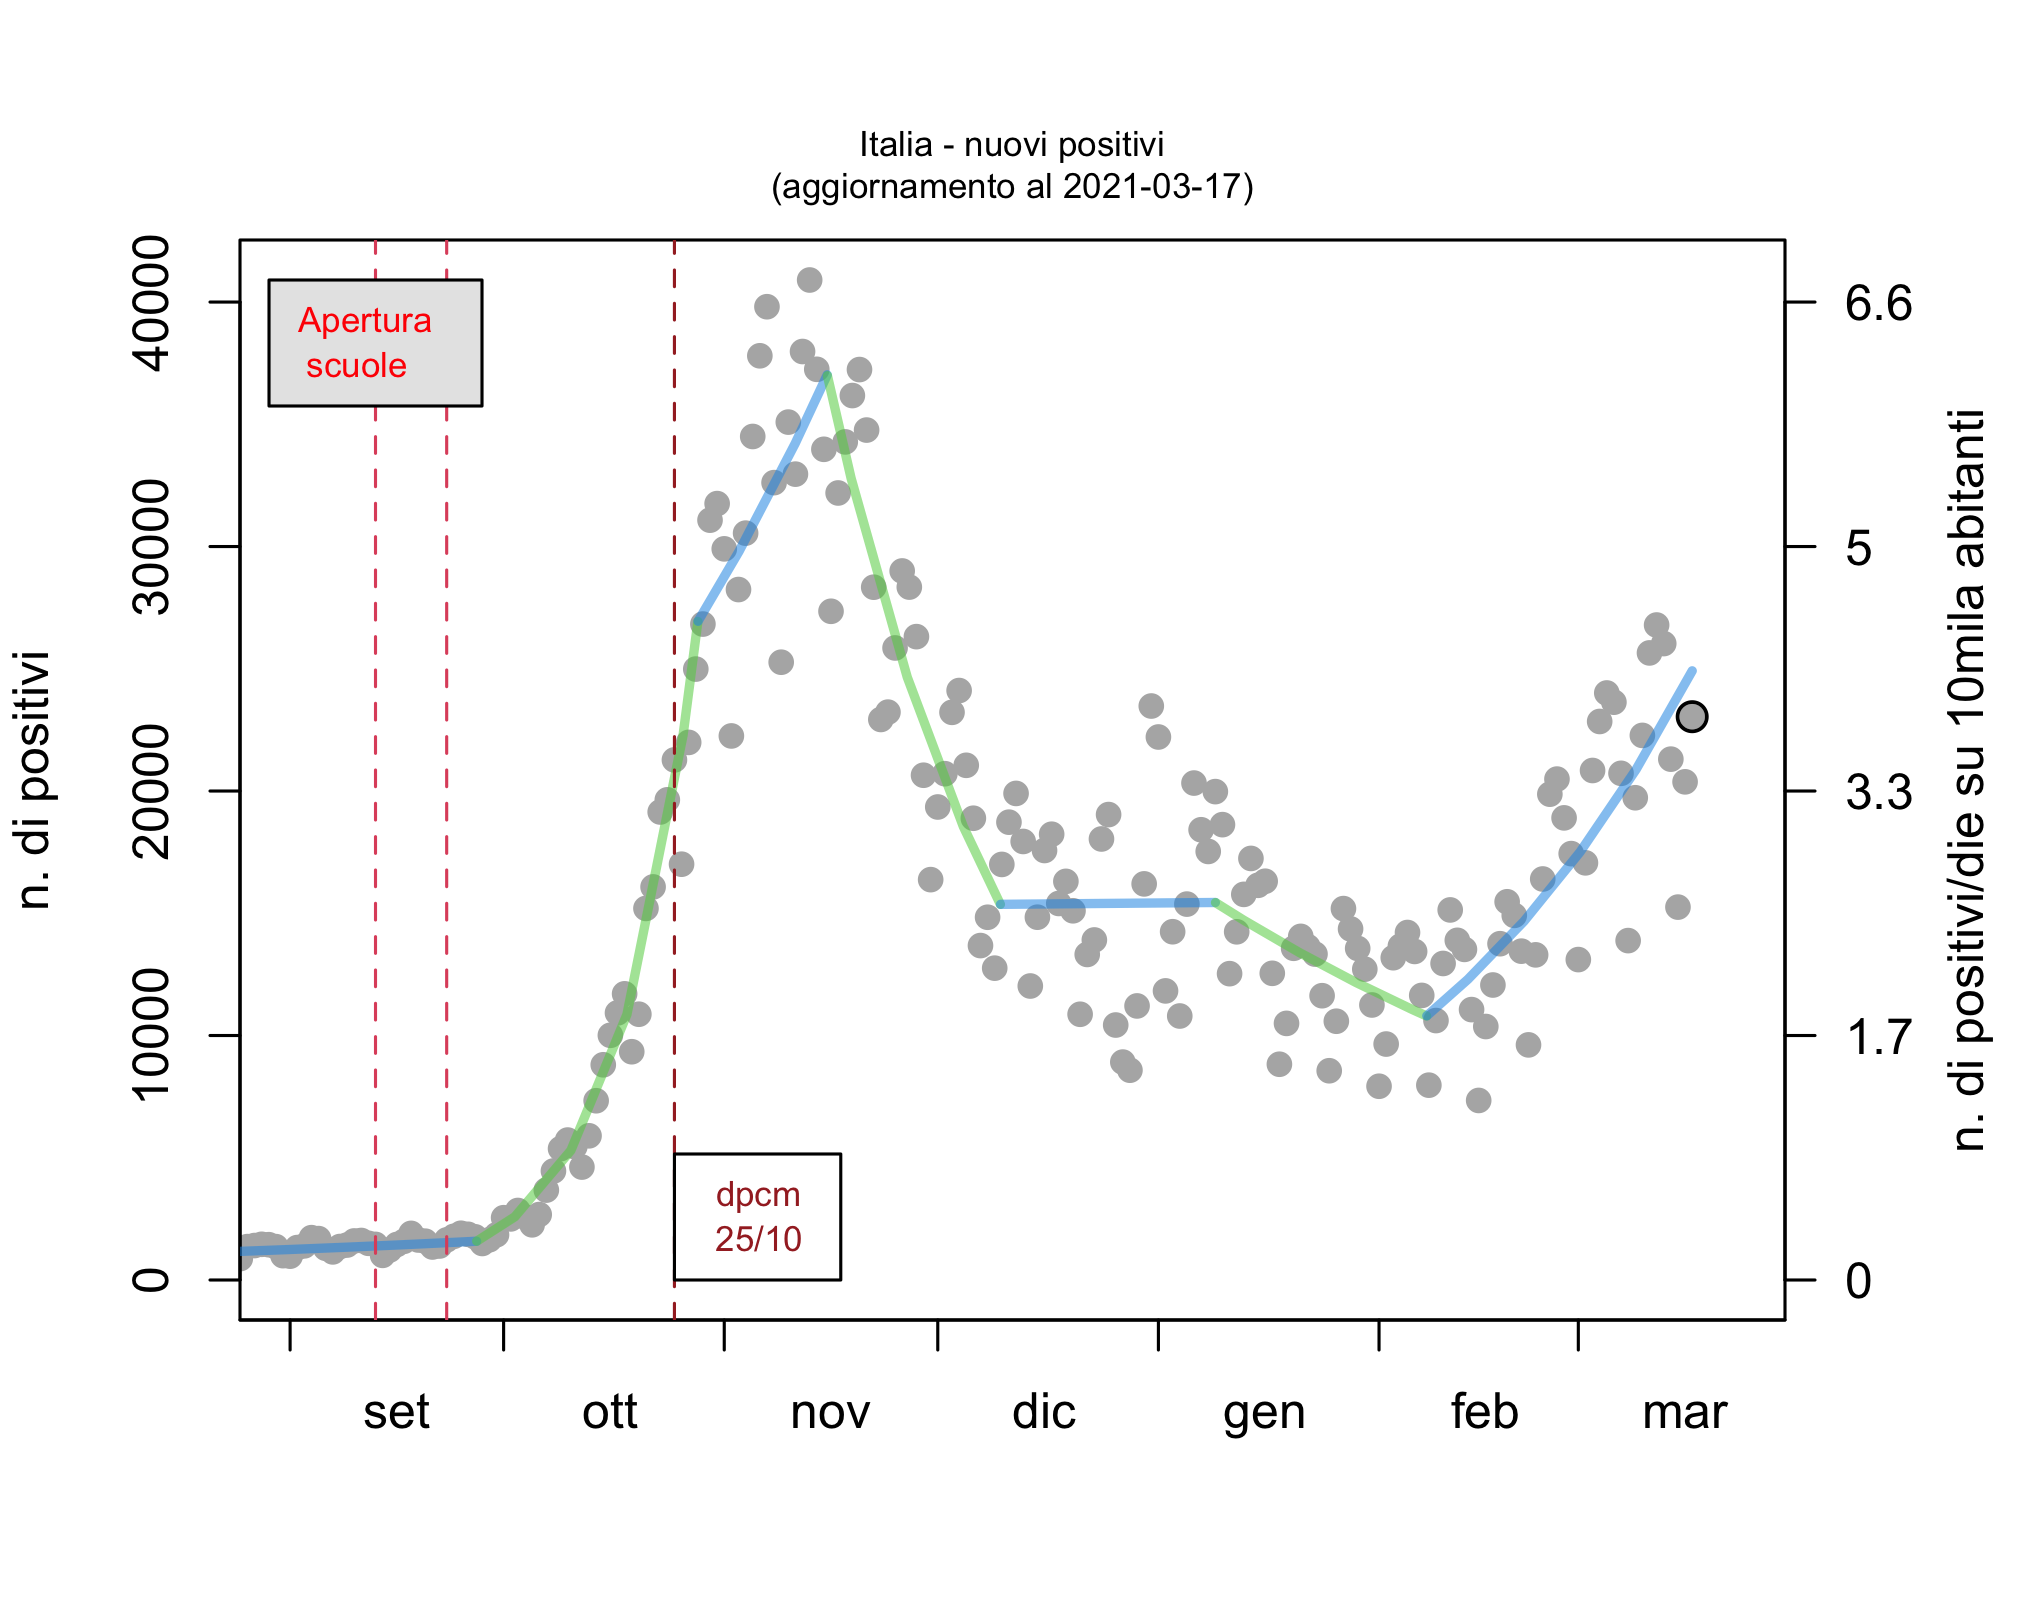 Italia - nuovi positivi
(aggiornamento al 2021-03-17)
Apertura
scuole
dpcm
25/10
n. di positivi
0
10000
20000
30000
40000
n. di positivi/die su 10mila abitanti
6.6
5
3.3
1.7
0
set ott nov dic gen feb mar